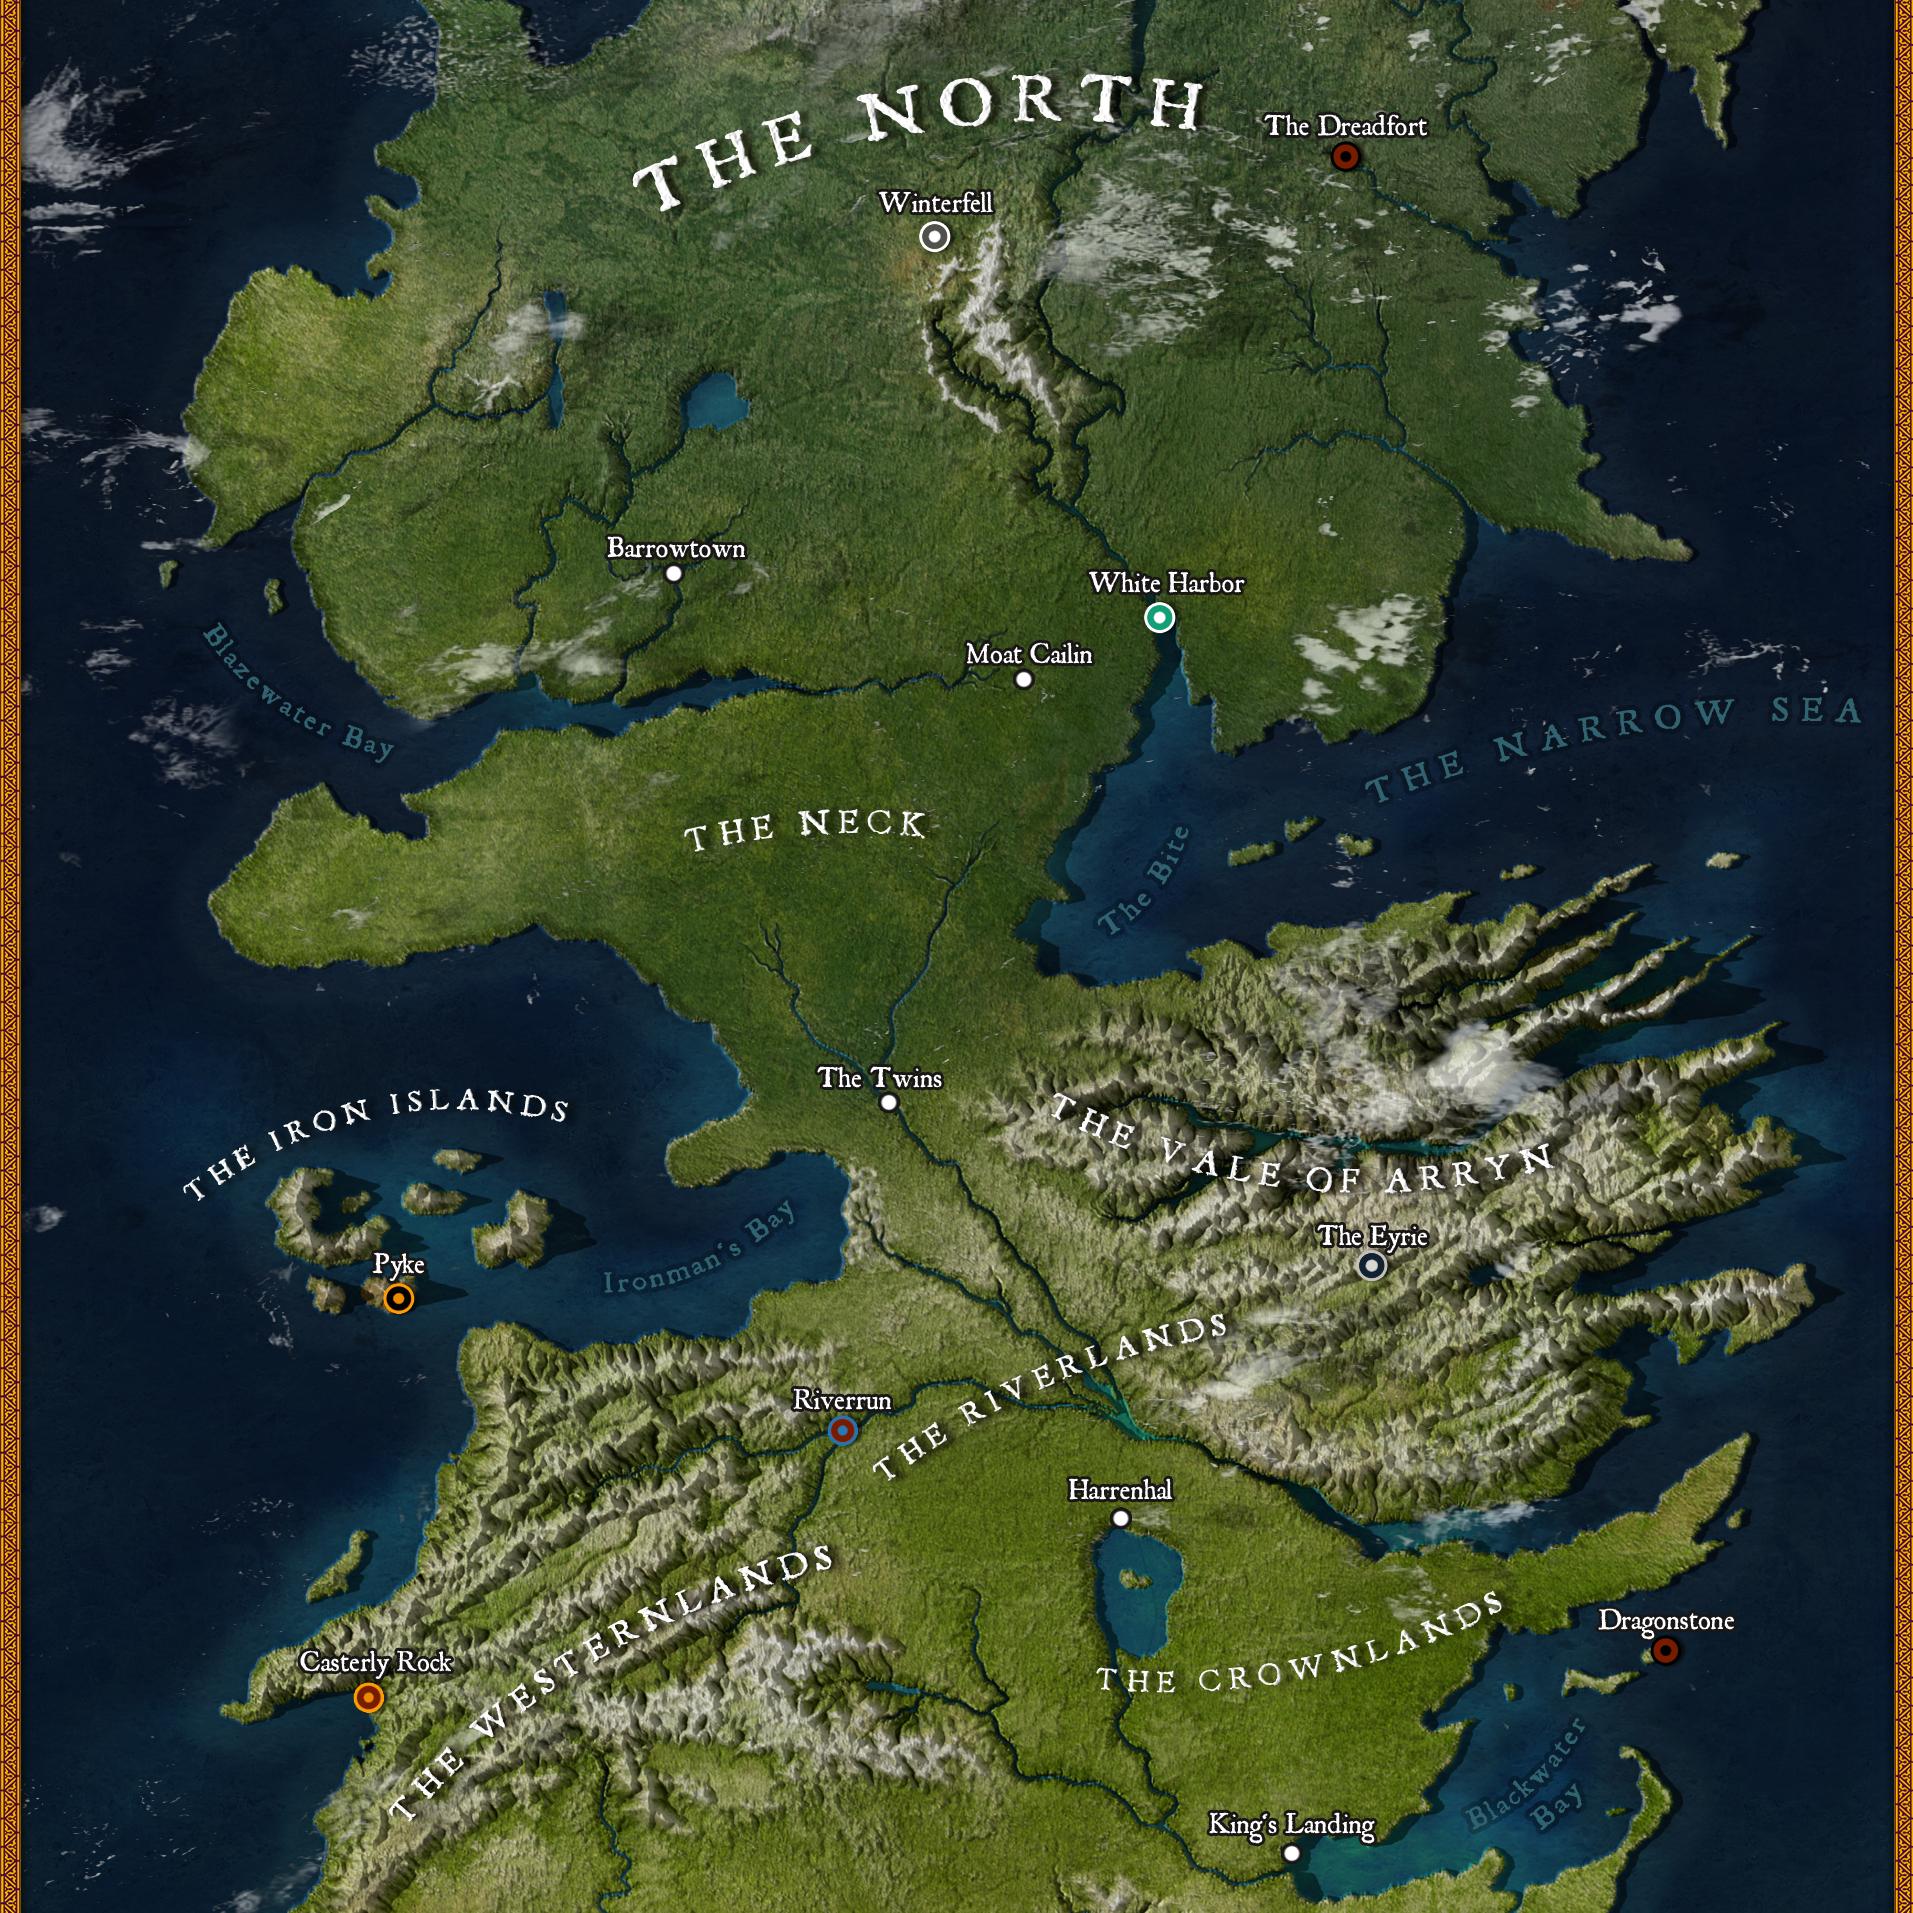 THE NORTH
The Dreadfort
Winterfell
Barrowtown
White Harbor
Moat Cailin
Blazewater Bay
THE NARROW SEA
THE NECK
The Bite
The Twins
THE IRON ISLANDS
THE VALE OF ARRYN
Ironman's Bay
The Eyrie
Pyke
THE RIVERLANDS
Riverrun
Harrenhal
THE WESTERNLANDS
THE CROWNLANDS
Dragonstone
Casterly Rock
Blackwater
Bay
King's Landing